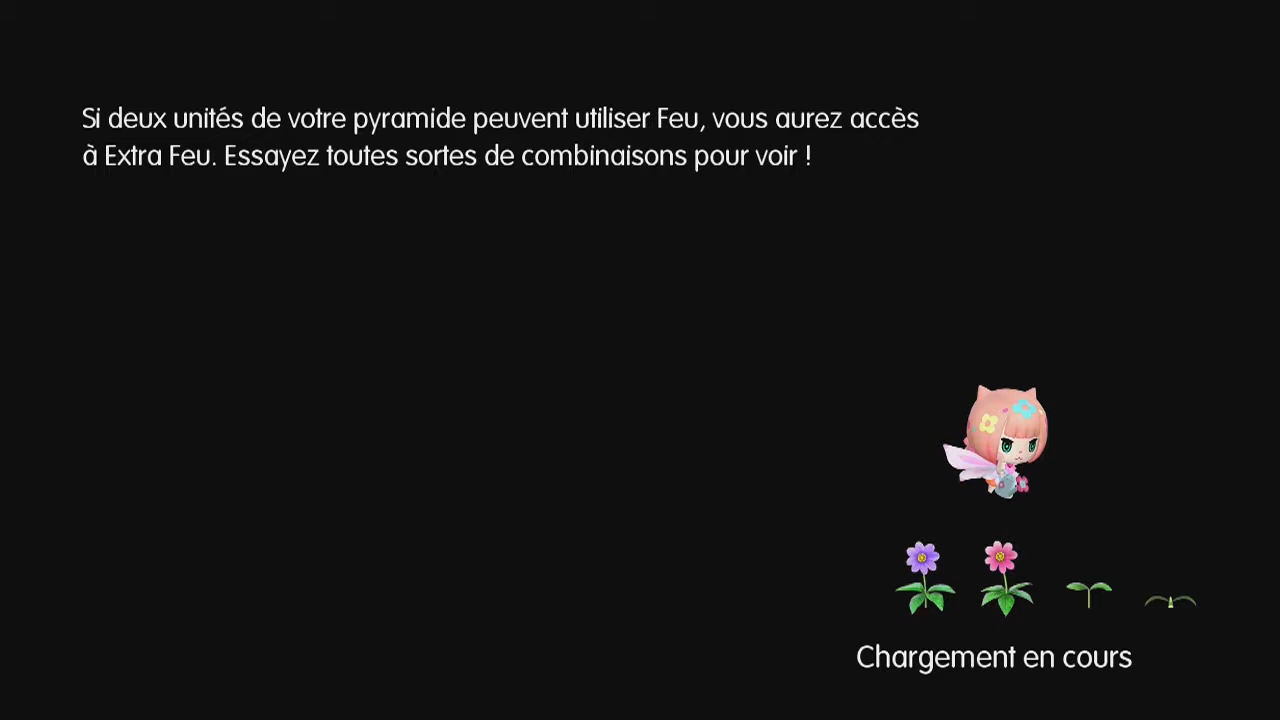 Si deux unités de votre pyramide peuvent utiliser Feu, vous aurez accès
à Extra Feu. Essayez toutes sortes de combinaisons pour voir !
Chargement en cours